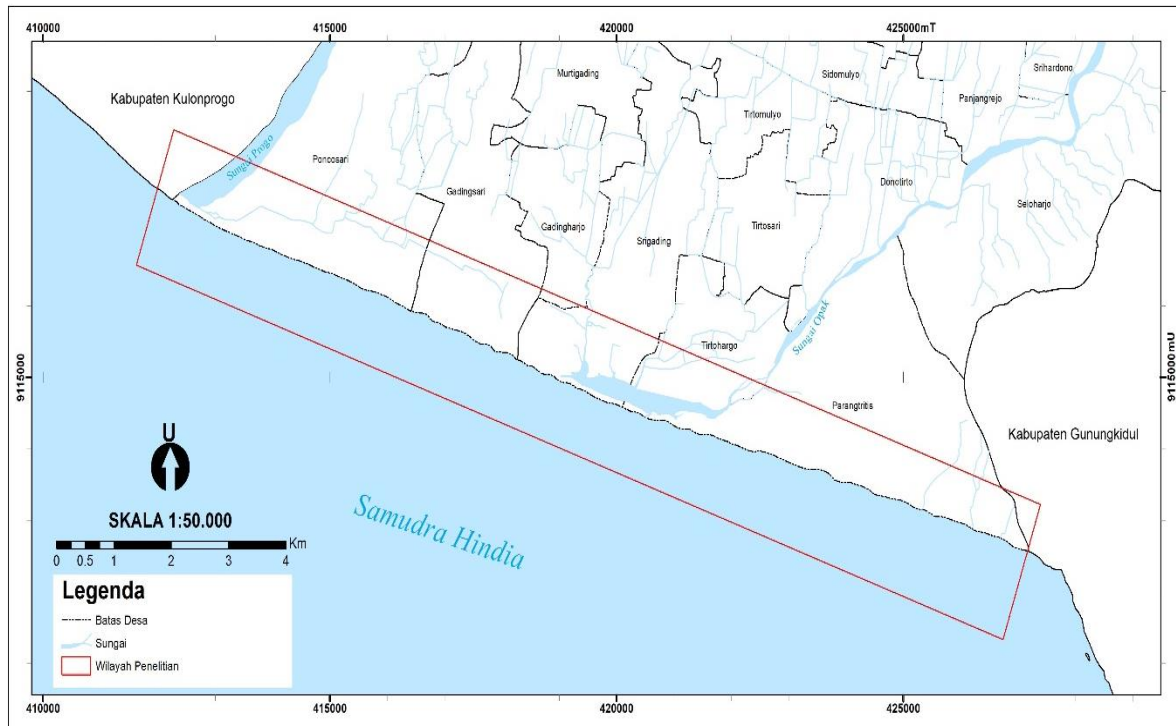 410000
415000
420000
425000mT
Kabupaten Kulonprogo
Murtigading
Sidomulyo
Srihardono
Panjangrejo
Tirtomulyo
Sungai Progo
Poncosari
Gadingsari
Donotirto
Seloharjo
Gadingharjo
Srigading
Tirtosari
Sungai Opak
Tirtohargo
9115000
9115000 mU
Parangtritis
Kabupaten Gunungkidul
U
SKALA 1:50.000
Km
0 0.5 1 2 3 4
Samudra Hindia
Legenda
Batas Desa
Sungai
Wilayah Penelitian
410000
415000
420000
425000